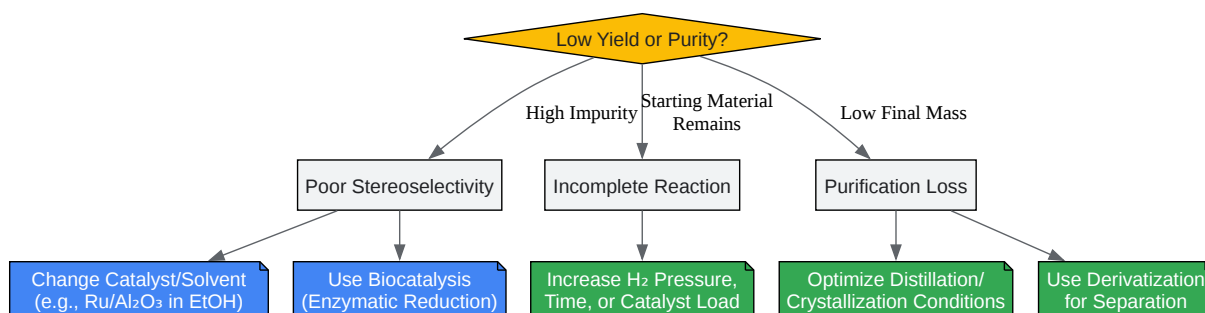 Low Yield or Purity?
High Impurity
Starting Material
Remains
Low Final Mass
Poor Stereoselectivity
Incomplete Reaction
Purification Loss
Change Catalyst/Solvent
(e.g., Ru/Al₂O₃ in EtOH)
Use Biocatalysis
(Enzymatic Reduction)
Increase H₂ Pressure,
Time, or Catalyst Load
Optimize Distillation/
Crystallization Conditions
Use Derivatization
for Separation